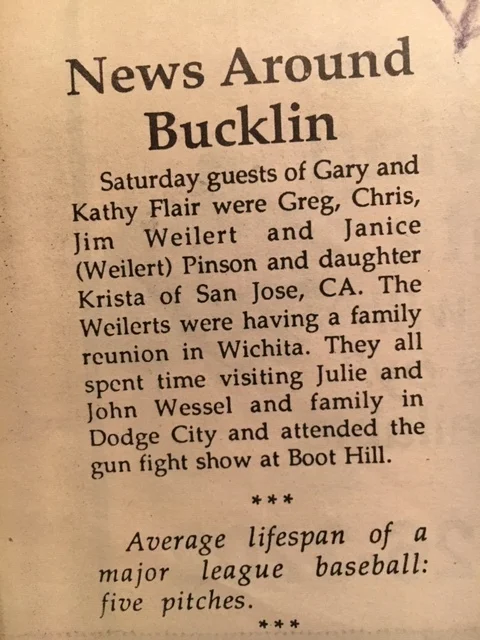 News Around
Bucklin
Saturday guests of Gary and
Kathy Flair were Greg, Chris,
Jim Weilert and Janice
(Weilert) Pinson and daughter
Krista of San Jose, CA. The
Weilerts were having a family
reunion in Wichita. They all
spent time visiting Julie and
John Wessel and family in
Dodge City and attended the
gun fight show at Boot Hill.
***
Average lifespan of a
major league baseball:
five pitches.
***